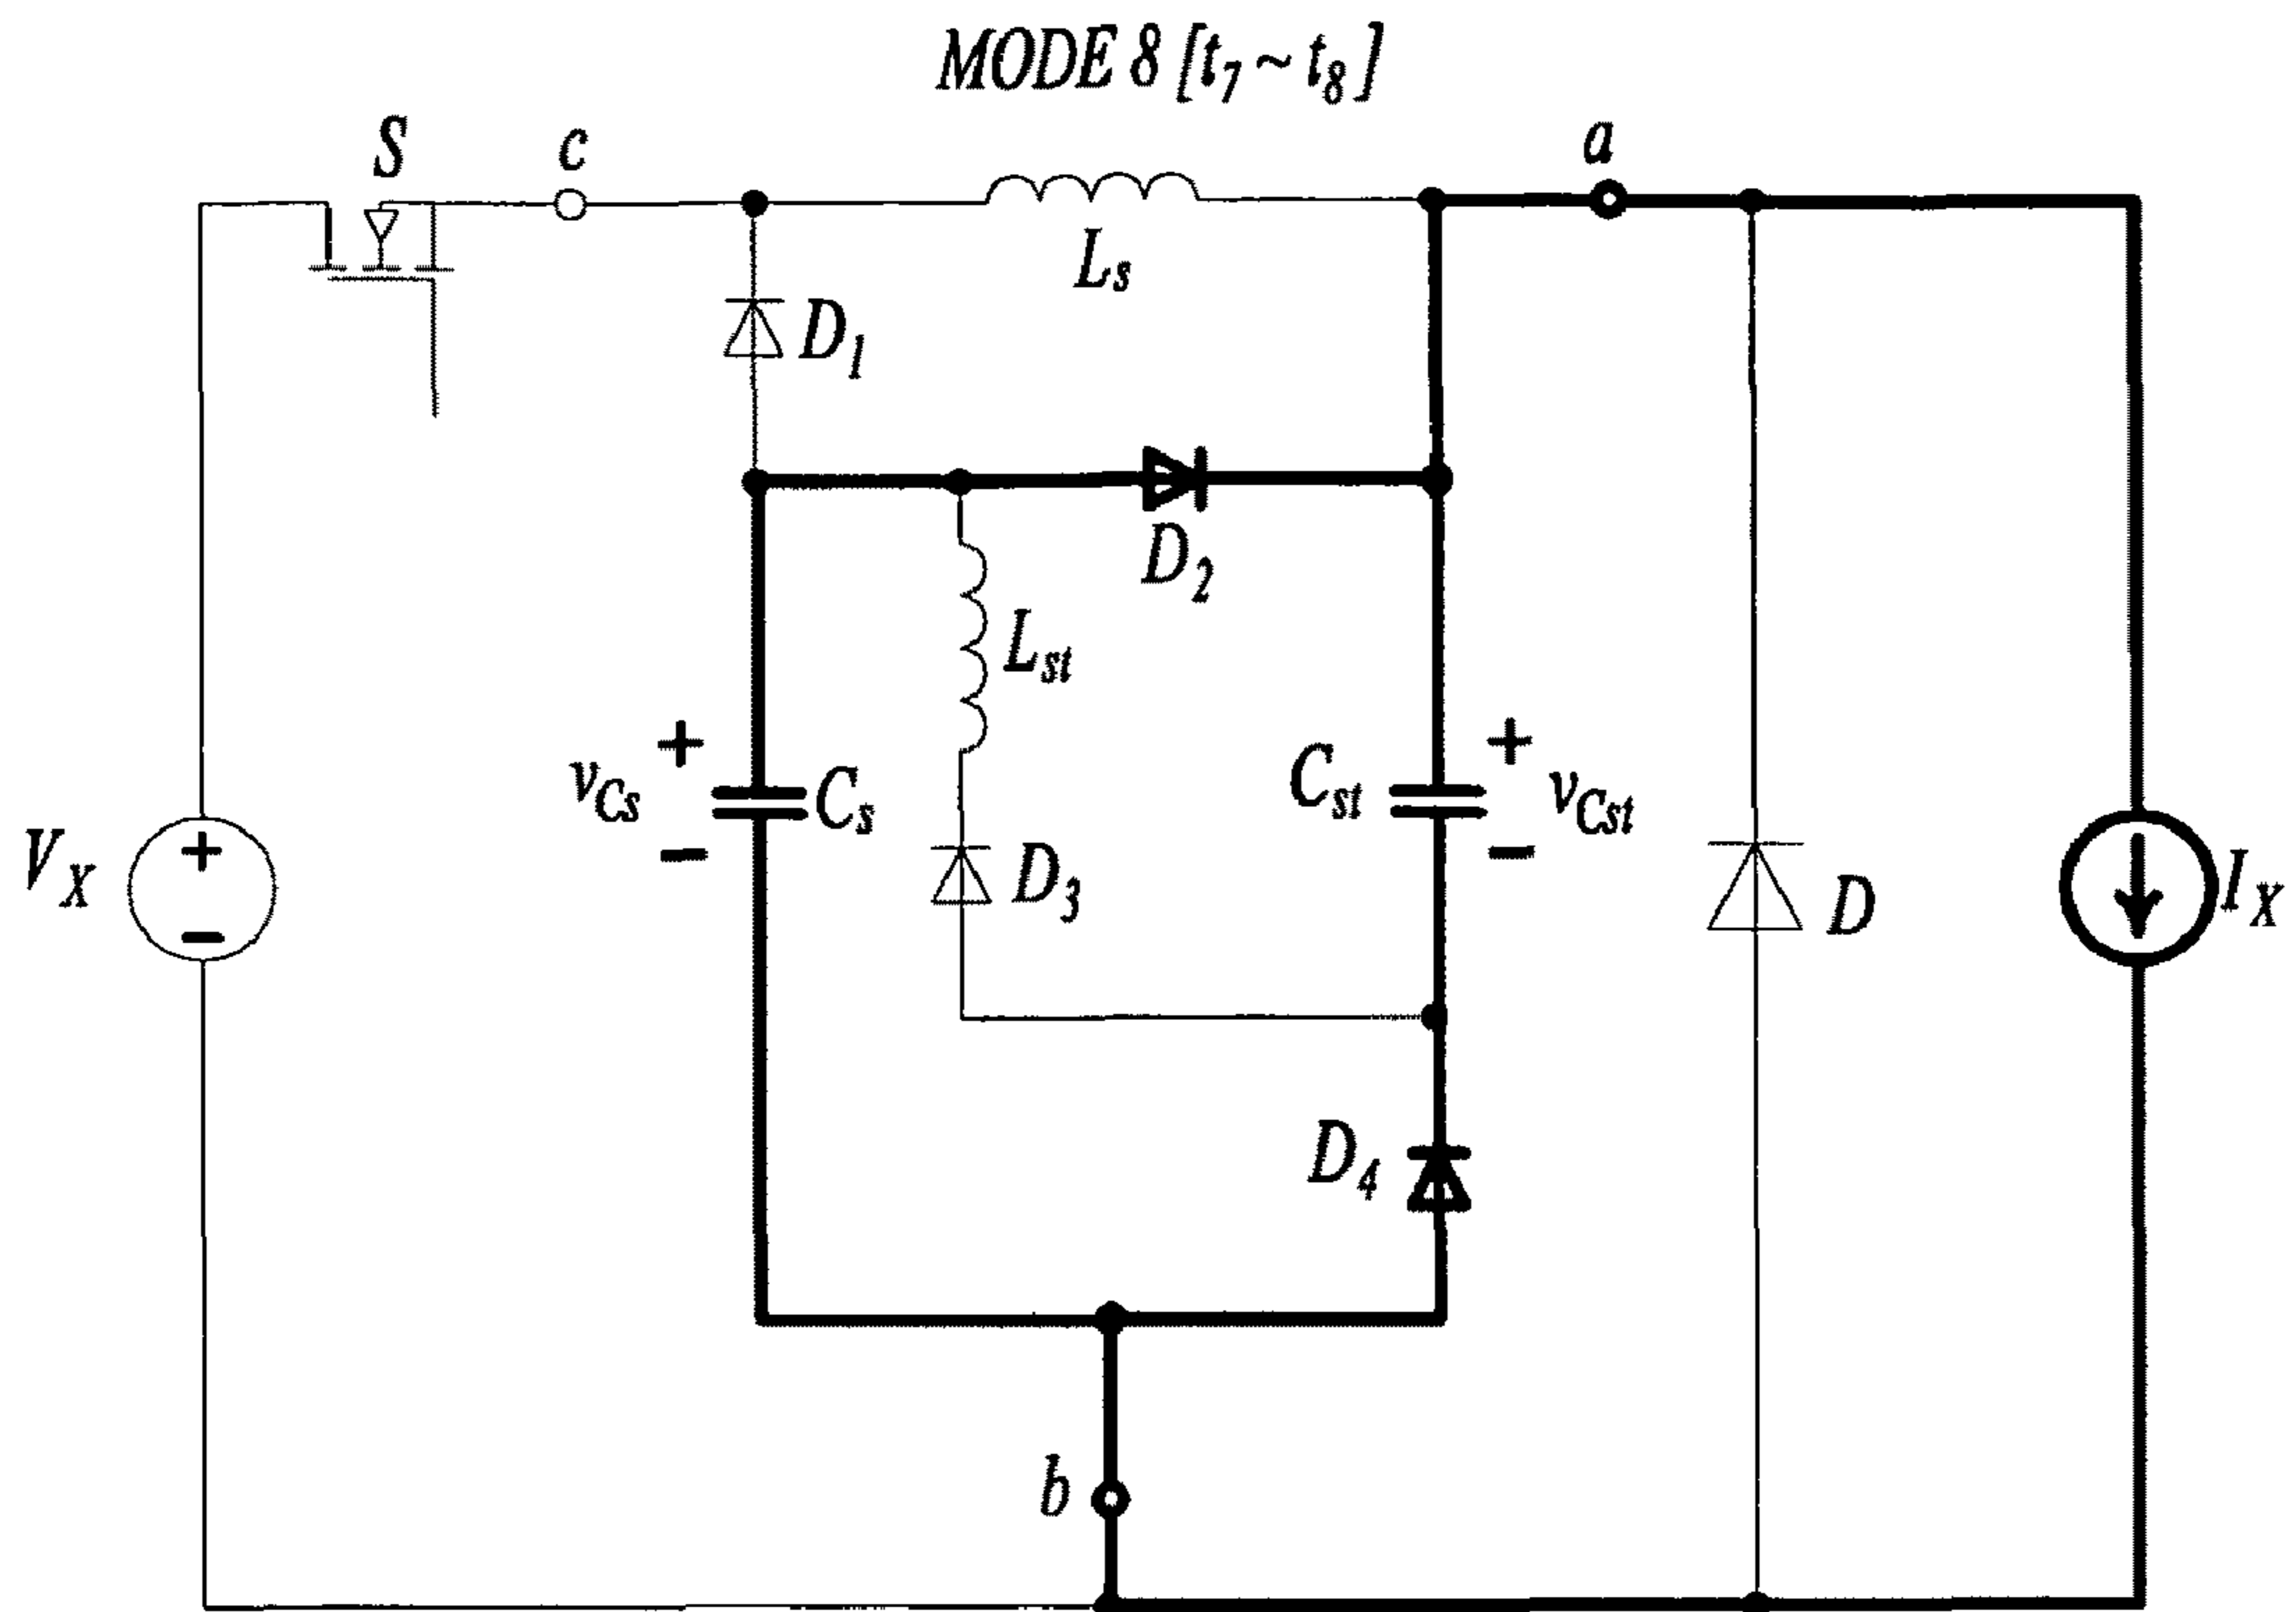 MODE 8 [t7 ~ t8]
S
c
a
Ls
D1
D2
Lst
+
vCs
Cs
−
Cst
+
vCst
−
VX
+
−
D3
D
IX
D4
b